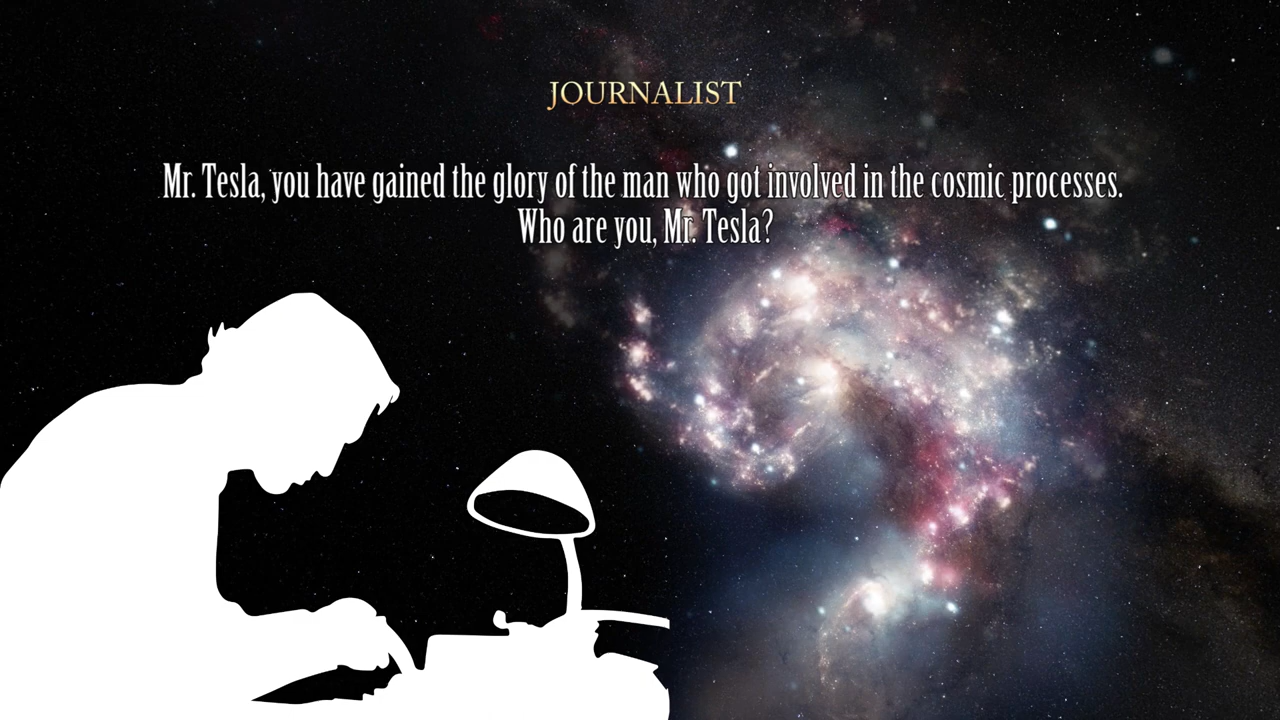 JOURNALIST
Mr. Tesla, you have gained the glory of the man who got involved in the cosmic processes.
Who are you, Mr. Tesla?